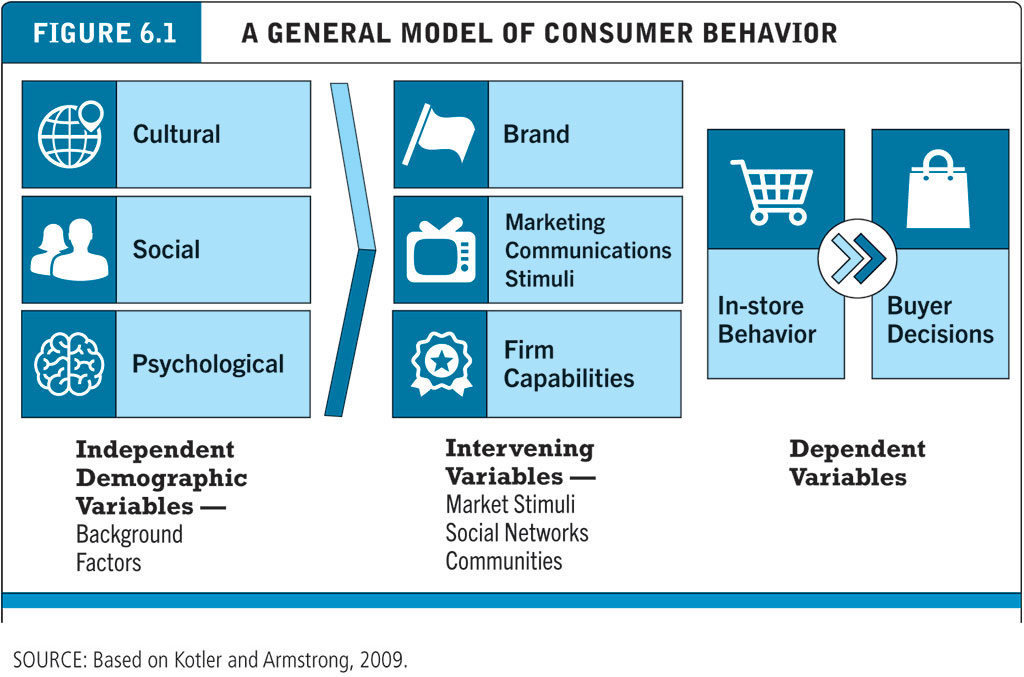 FIGURE 6.1
A GENERAL MODEL OF CONSUMER BEHAVIOR
Cultural
Social
Psychological
Independent
Demographic
Variables —
Background
Factors
Brand
Marketing
Communications
Stimuli
Firm
Capabilities
Intervening
Variables —
Market Stimuli
Social Networks
Communities
In-store
Behavior
Buyer
Decisions
Dependent
Variables
SOURCE: Based on Kotler and Armstrong, 2009.